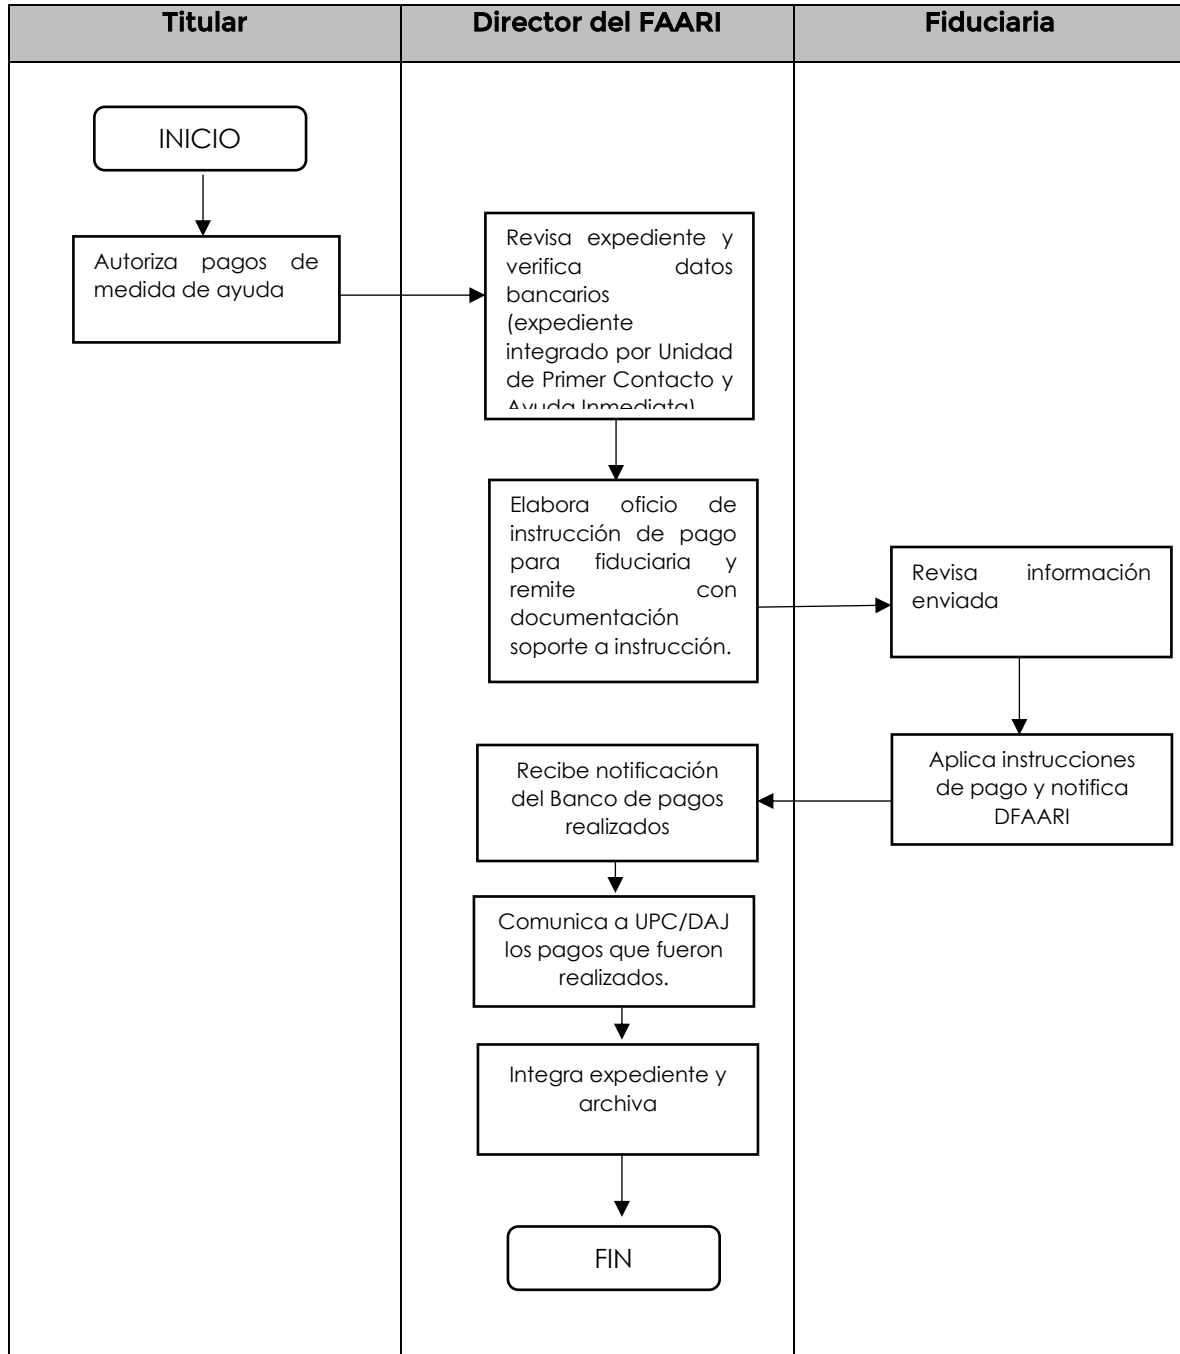 Titular
Director del FAARI
Fiduciaria
INICIO
Autoriza pagos de
medida de ayuda
Revisa expediente y
verifica datos
bancarios
(expediente
integrado por Unidad
de Primer Contacto y
Ayuda Inmediata)
Elabora oficio de
instrucción de pago
para fiduciaria y
remite con
documentación
soporte a instrucción.
Revisa información
enviada
Aplica instrucciones
de pago y notifica
DFAARI
Recibe notificación
del Banco de pagos
realizados
Comunica a UPC/DAJ
los pagos que fueron
realizados.
Integra expediente y
archiva
FIN